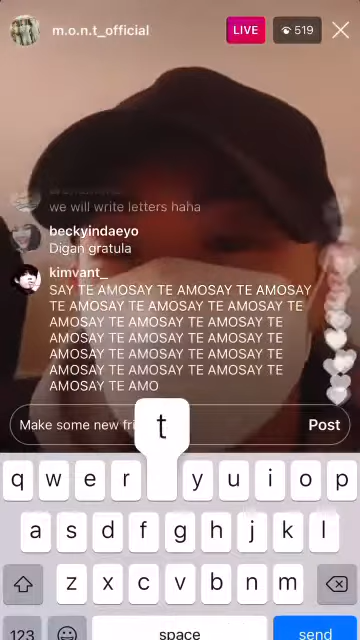 m.o.n.t_official
LIVE
519
we will write letters haha
beckyindaeyo
Digan gratula
kimvant_
SAY TE AMOSAY TE AMOSAY TE AMOSAY
TE AMOSAY TE AMOSAY TE AMOSAY TE
AMOSAY TE AMOSAY TE AMOSAY TE
AMOSAY TE AMOSAY TE AMOSAY TE
AMOSAY TE AMOSAY TE AMOSAY TE
AMOSAY TE AMOSAY TE AMOSAY TE
AMOSAY TE AMO
Make some new fri
t
Post
q w e r y u i o p
a s d f g h j k l
z x c v b n m
123 space send